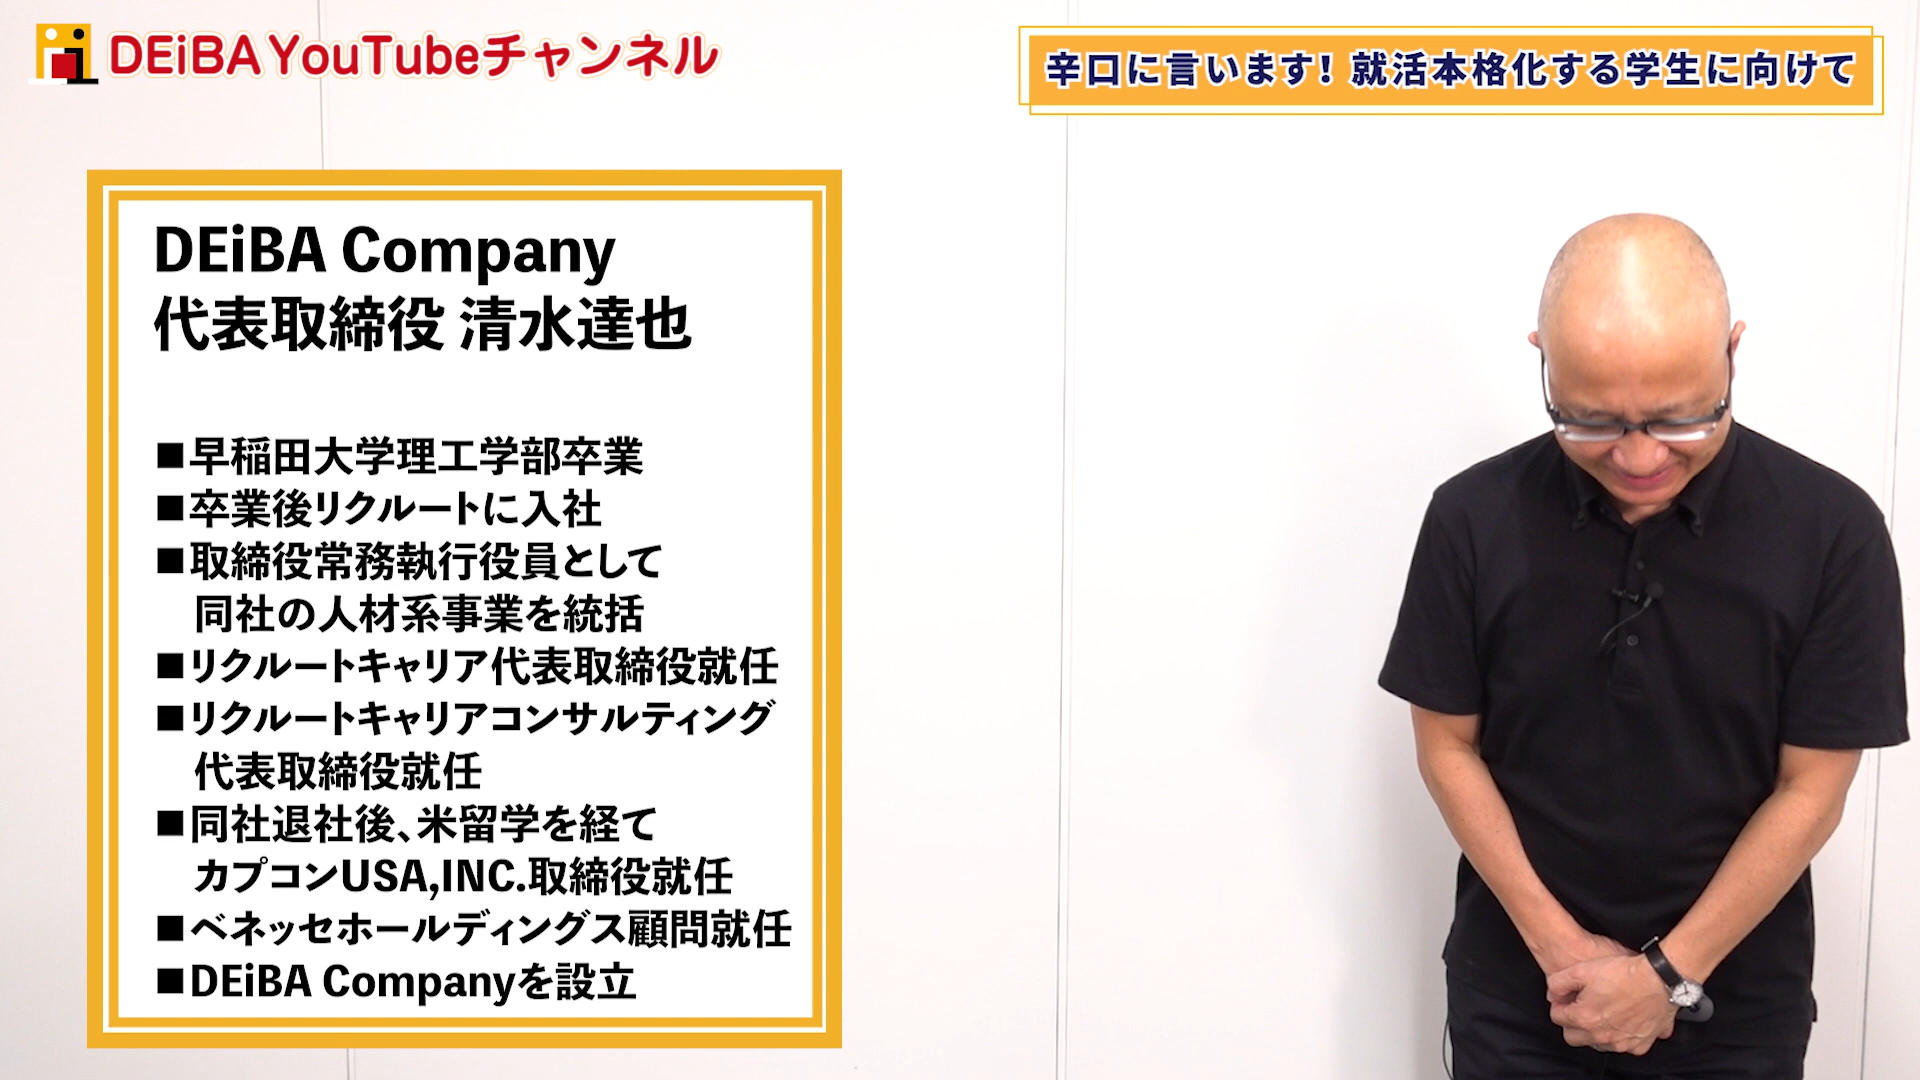 DEiBA YouTubeチャンネル
辛口に言います！就活本格化する学生に向けて
DEiBA Company
代表取締役 清水達也
■早稲田大学理工学部卒業
■卒業後リクルートに入社
■取締役常務執行役員として
同社の人材系事業を統括
■リクルートキャリア代表取締役就任
■リクルートキャリアコンサルティング
代表取締役就任
■同社退社後、米留学を経て
カプコンUSA,INC.取締役就任
■ベネッセホールディングス顧問就任
■DEiBA Companyを設立